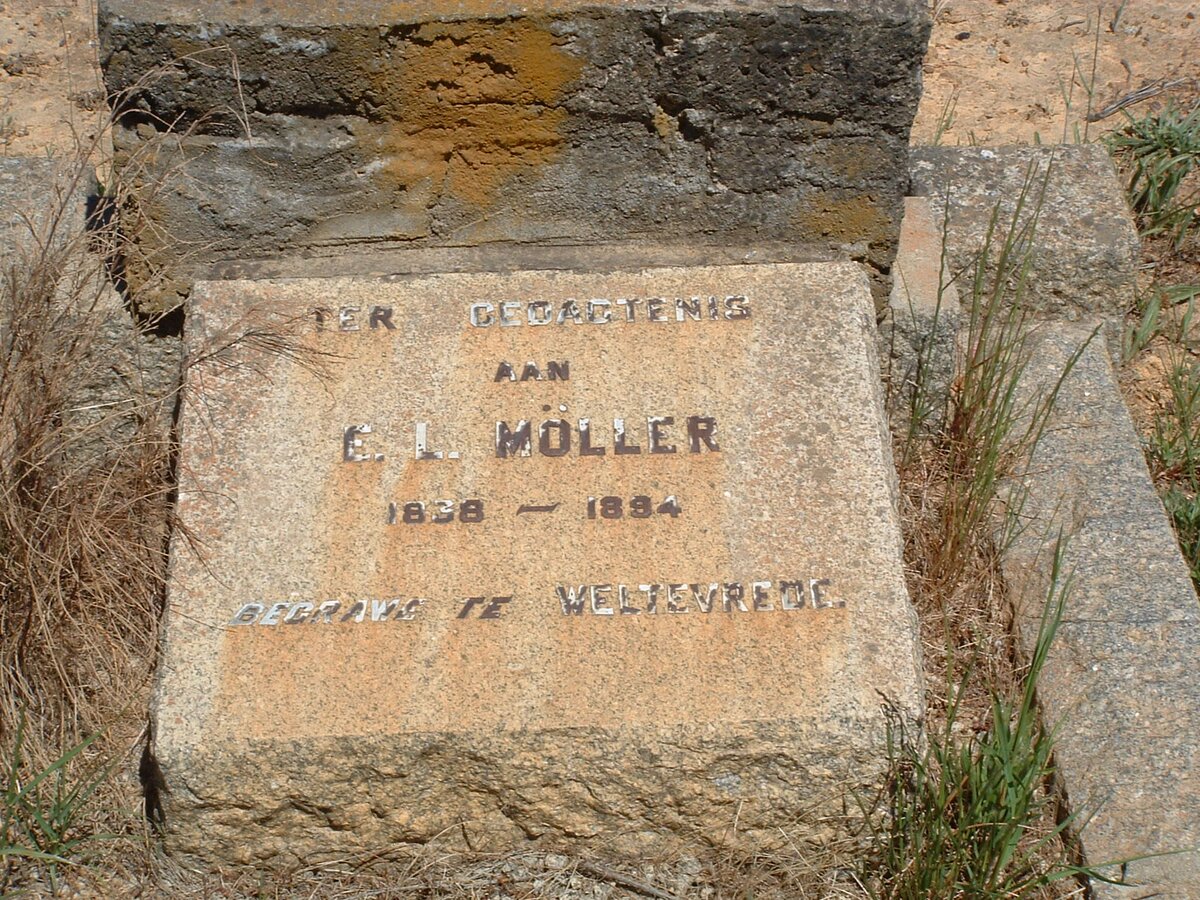 TER GEDAGTENIS
AAN
E. L. MÖLLER
1838 – 1894
BEGRAWE TE WELTEVREDE.